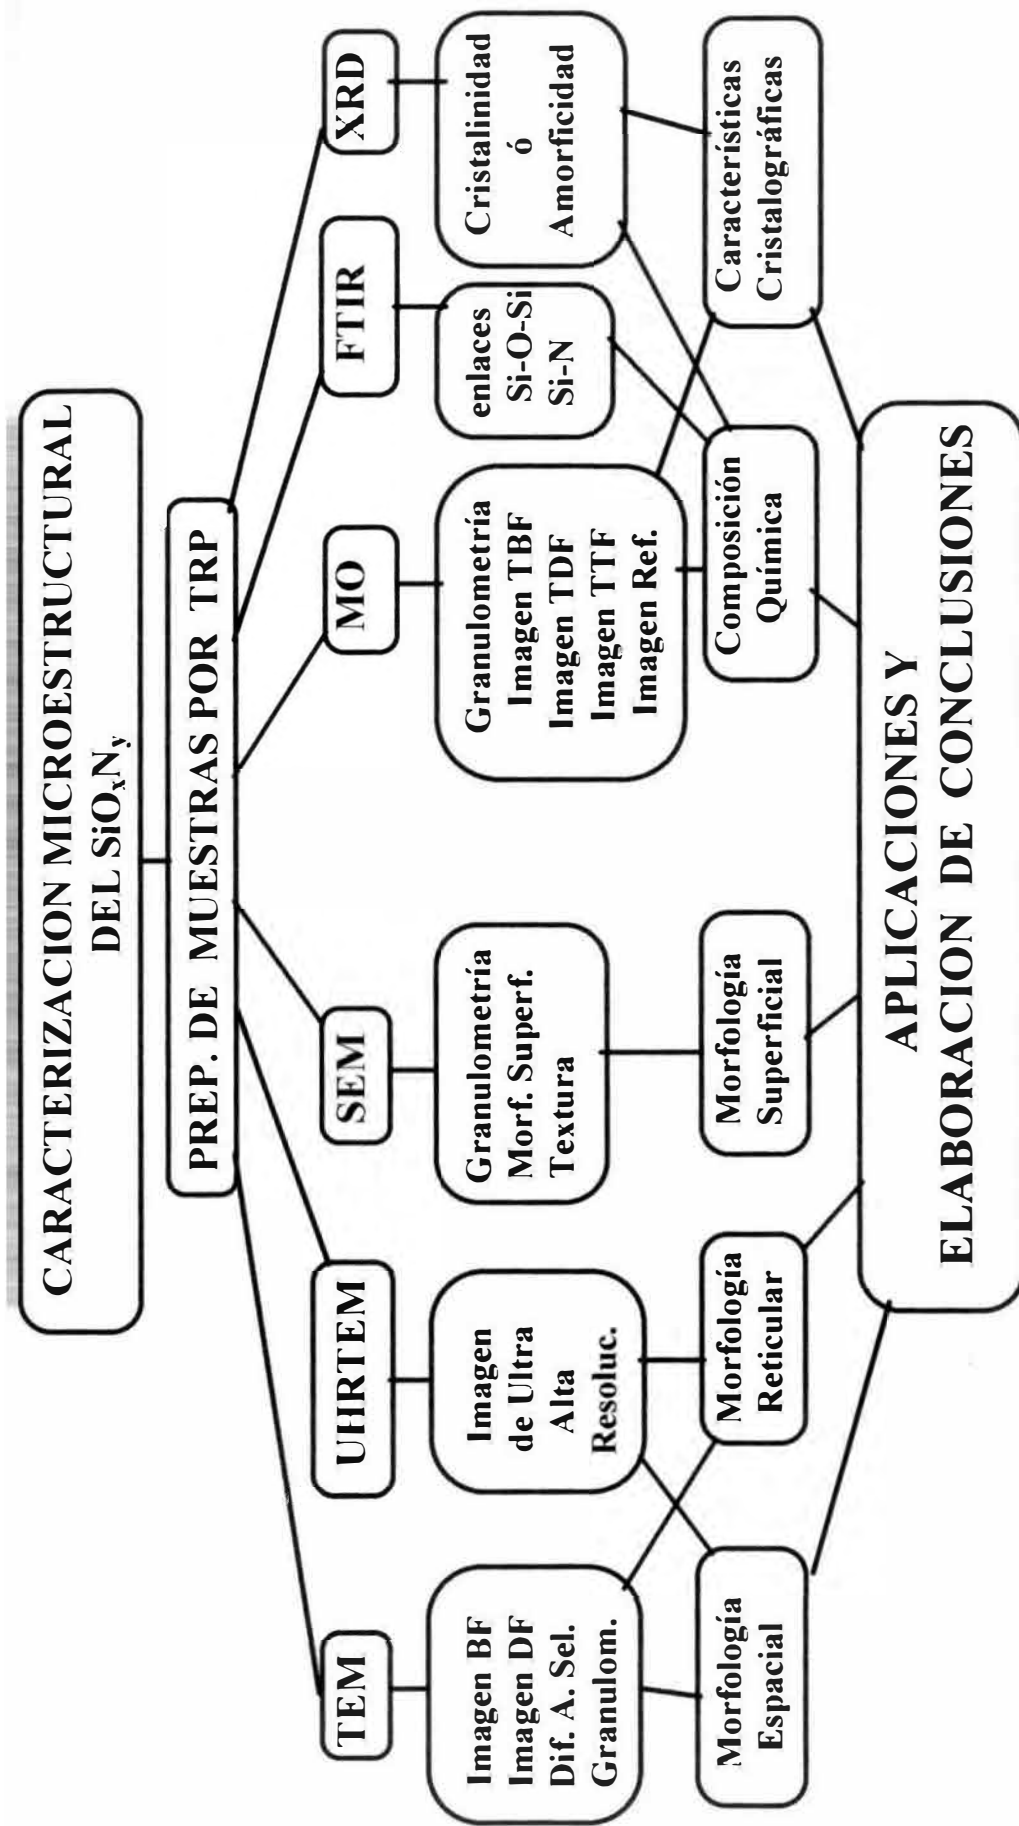 CARACTERIZACION MICROESTRUCTURAL
DEL SiOₓNᵧ
PREP. DE MUESTRAS POR TRP
TEM
UHRTEM
SEM
MO
FTIR
XRD
Imagen BF
Imagen DF
Dif. A. Sel.
Granulom.
Imagen
de Ultra
Alta
Resoluc.
Granulometría
Morf. Superf.
Textura
Granulometría
Imagen TBF
Imagen TDF
Imagen TTF
Imagen Ref.
enlaces
Si-O-Si
Si-N
Cristalinidad
ó
Amorficidad
Morfología
Espacial
Morfología
Reticular
Morfología
Superficial
Composición
Química
Características
Cristalográficas
APLICACIONES Y
ELABORACION DE CONCLUSIONES